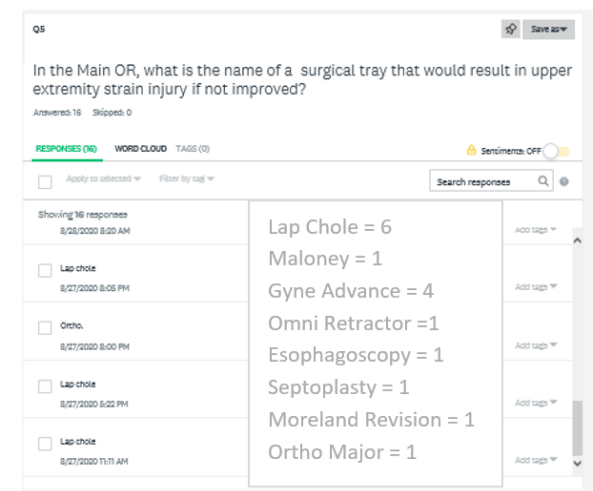 Q5
Save as
In the Main OR, what is the name of a surgical tray that would result in upper
extremity strain injury if not improved?
Answered: 16 Skipped: 0
RESPONSES (16) WORD CLOUD TAGS (0)
Sentiments: OFF
Apply to selected Filter by tag
Search responses
Showing 16 responses
8/28/2020 8:20 AM
Add tags
Lap chole
8/27/2020 8:05 PM
Add tags
Ortho.
8/27/2020 8:00 PM
Add tags
Lap chole
8/27/2020 5:22 PM
Add tags
Lap chole
8/27/2020 11:11 AM
Add tags
Lap Chole = 6
Maloney = 1
Gyne Advance = 4
Omni Retractor =1
Esophagoscopy = 1
Septoplasty = 1
Moreland Revision = 1
Ortho Major = 1